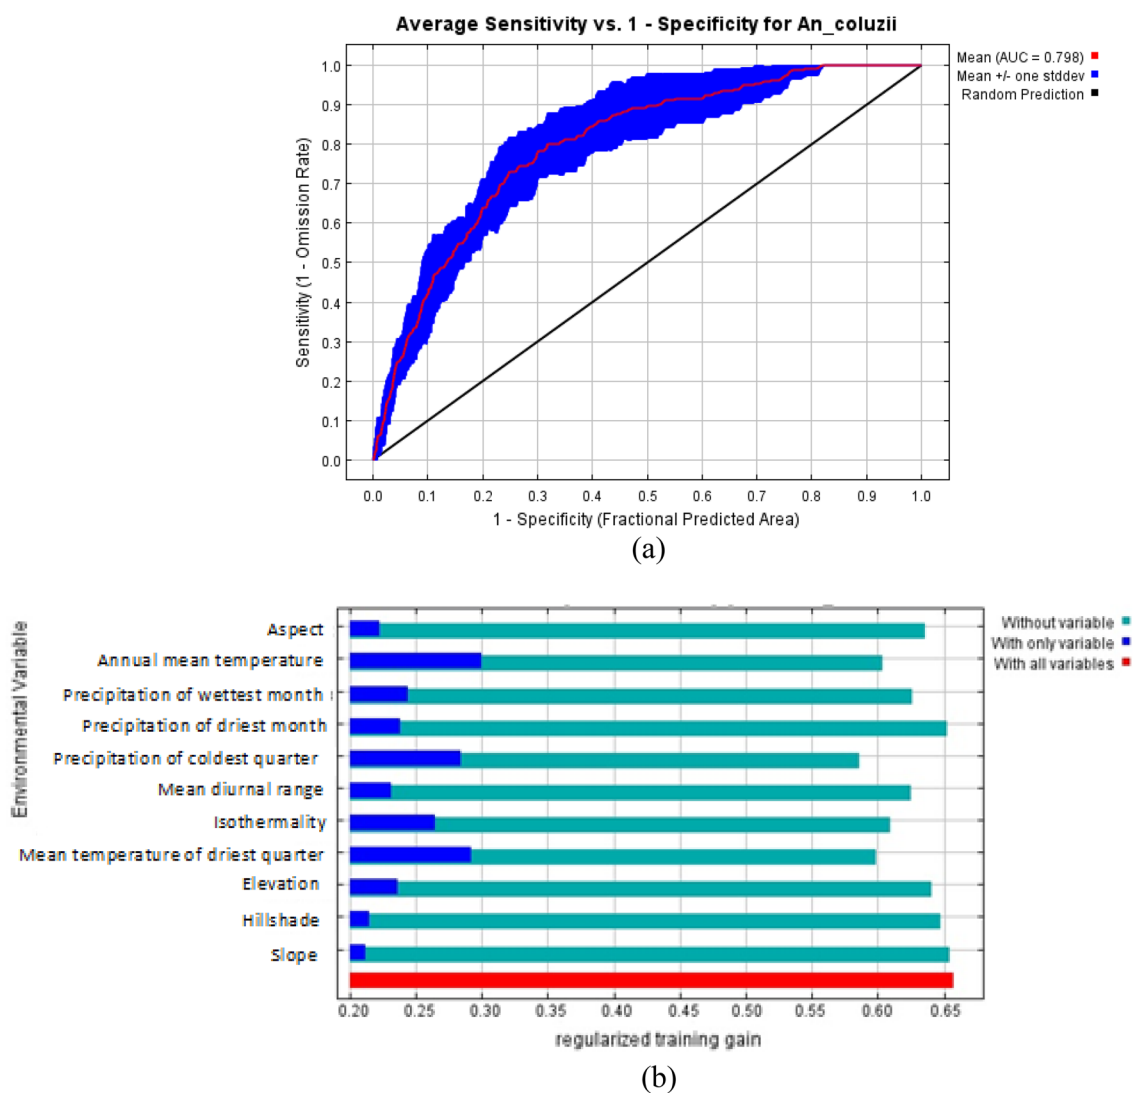 Average Sensitivity vs. 1 - Specificity for An_coluzii
Mean (AUC = 0.798)
Mean +/- one stddev
Random Prediction
Sensitivity (1 - Omission Rate)
1.0
0.9
0.8
0.7
0.6
0.5
0.4
0.3
0.2
0.1
0.0
0.0 0.1 0.2 0.3 0.4 0.5 0.6 0.7 0.8 0.9 1.0
1 - Specificity (Fractional Predicted Area)
(a)
Environmental Variable
Without variable
With only variable
With all variables
Aspect
Annual mean temperature
Precipitation of wettest month
Precipitation of driest month
Precipitation of coldest quarter
Mean diurnal range
Isothermality
Mean temperature of driest quarter
Elevation
Hillshade
Slope
0.20 0.25 0.30 0.35 0.40 0.45 0.50 0.55 0.60 0.65
regularized training gain
(b)